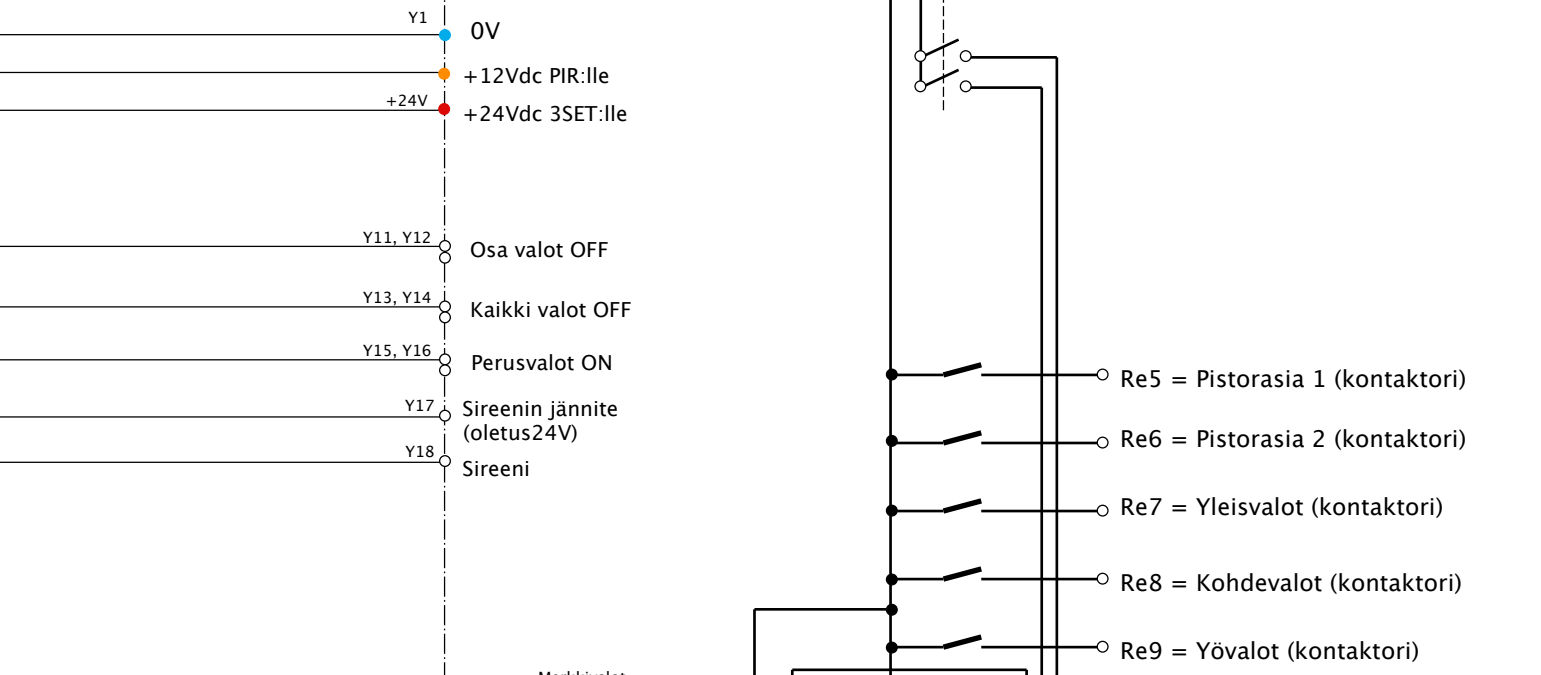 Y1
0V
+12Vdc PIR:lle
+24V
+24Vdc 3SET:lle
Y11, Y12
Osa valot OFF
Y13, Y14
Kaikki valot OFF
Y15, Y16
Perusvalot ON
Y17
Sireenin jännite
(oletus24V)
Y18
Sireeni
Re5 = Pistorasia 1 (kontaktori)
Re6 = Pistorasia 2 (kontaktori)
Re7 = Yleisvalot (kontaktori)
Re8 = Kohdevalot (kontaktori)
Re9 = Yövalot (kontaktori)